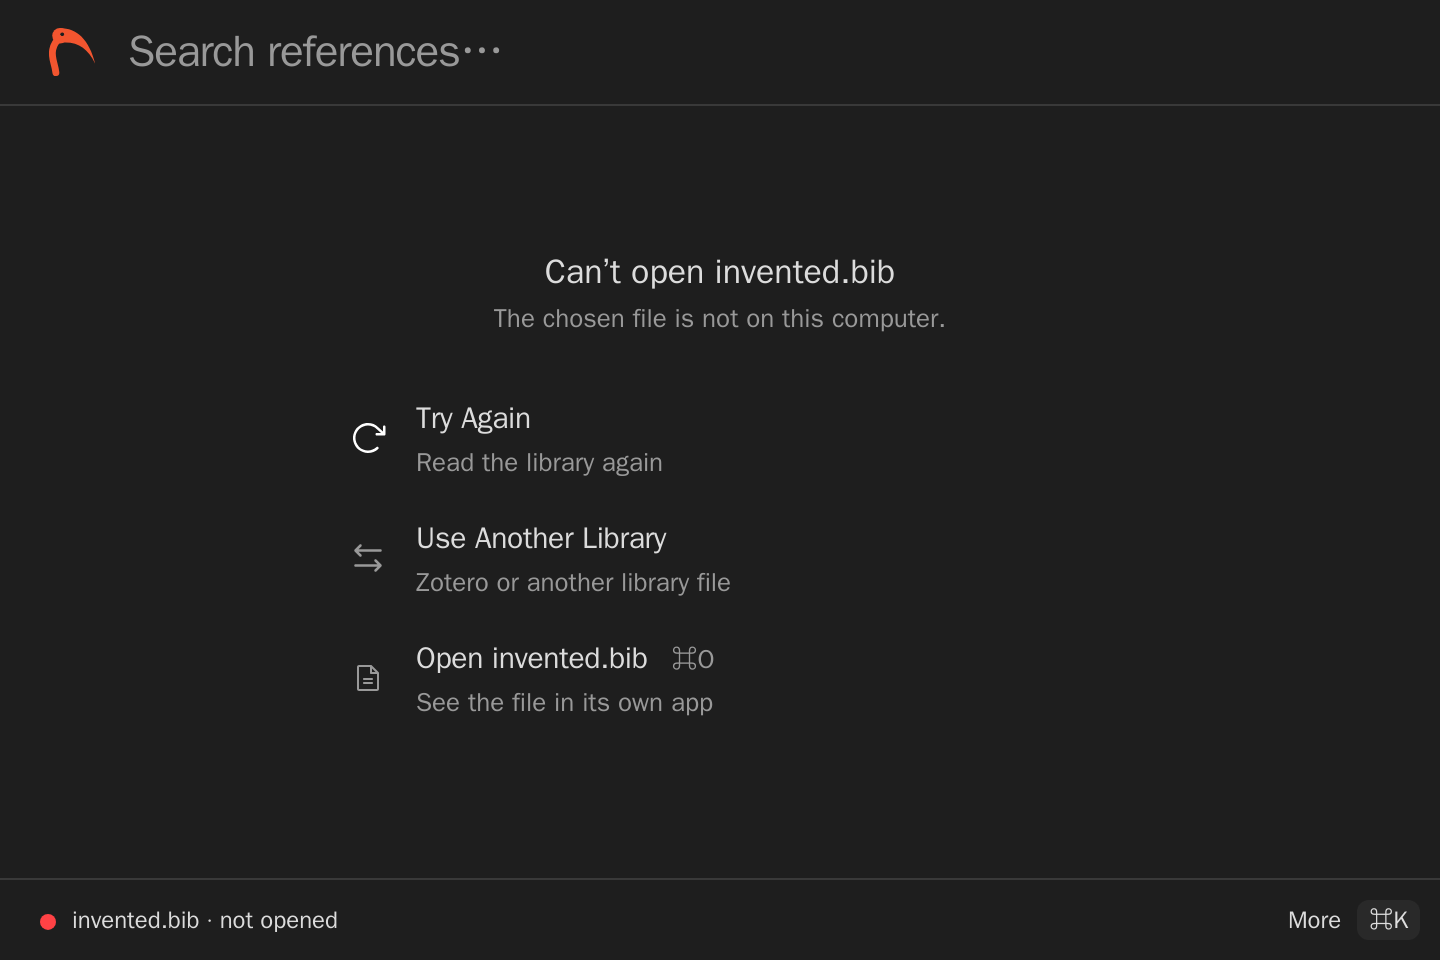 Search references⋯
Can’t open invented.bib
The chosen file is not on this computer.
Try Again
Read the library again
Use Another Library
Zotero or another library file
Open invented.bib ⌘O
See the file in its own app
invented.bib · not opened
More ⌘K